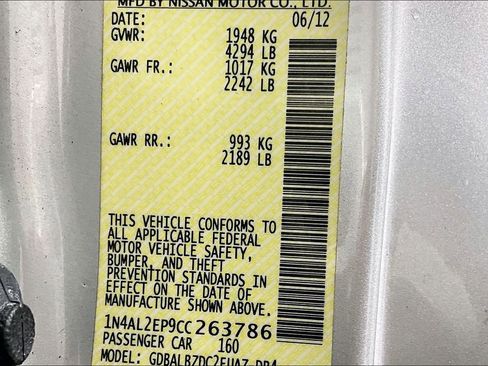 MFD BY NISSAN MOTOR CO., LTD.
DATE: 06/12
GVWR: 1948 KG
4294 LB
GAWR FR.: 1017 KG
2242 LB
GAWR RR.: 993 KG
2189 LB
THIS VEHICLE CONFORMS TO
ALL APPLICABLE FEDERAL
MOTOR VEHICLE SAFETY,
BUMPER, AND THEFT
PREVENTION STANDARDS IN
EFFECT ON THE DATE OF
MANUFACTURE SHOWN ABOVE.
1N4AL2EP9CC263786
PASSENGER CAR 160
MODEL: